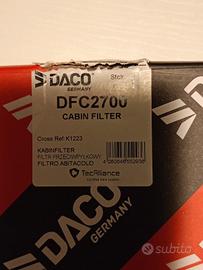 DACO
GERMANY
Stck
DFC2700
CABIN FILTER
Cross Ref:K1223
KABINFILTER
FILTR PRZECIWPYŁKOWY
FILTRO ABITACOLO
TecAlliance
DACO
GERMANY
subito